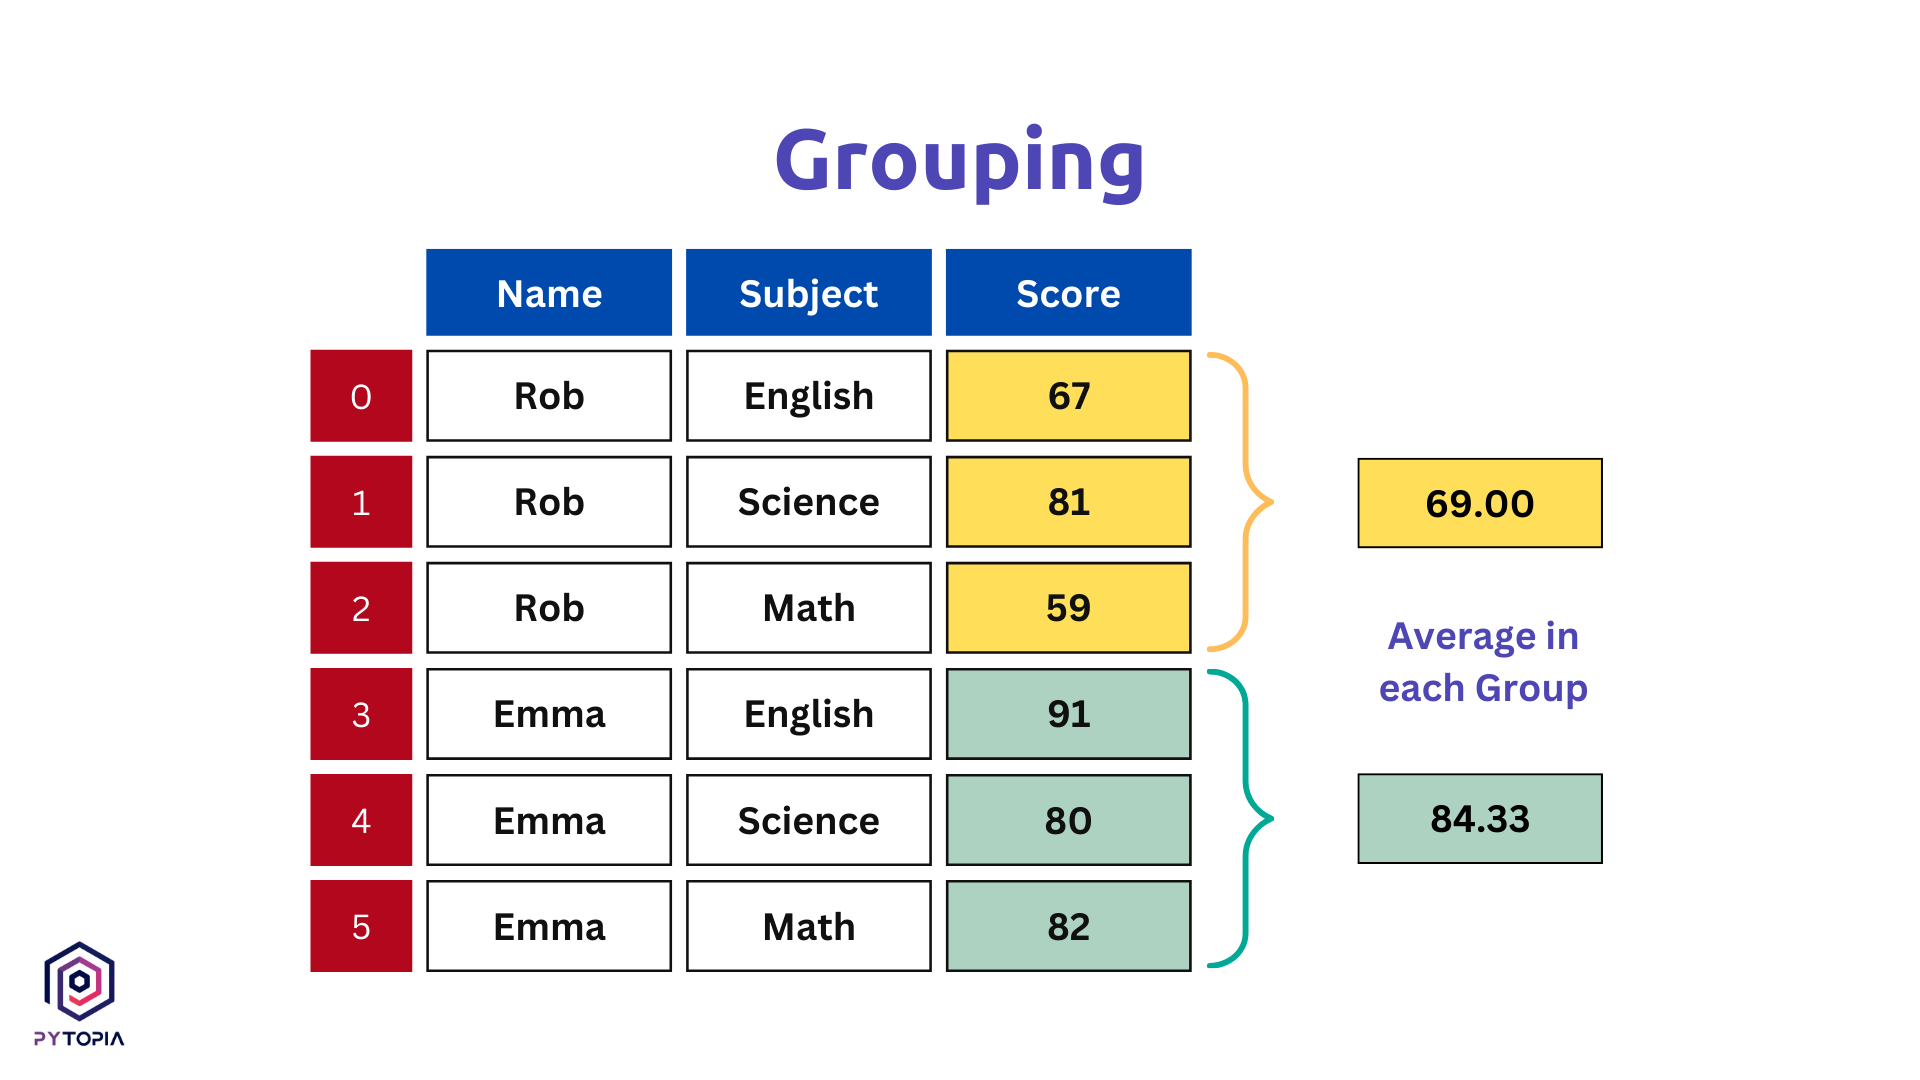 Grouping
Name Subject Score
0 Rob English 67
1 Rob Science 81
2 Rob Math 59
3 Emma English 91
4 Emma Science 80
5 Emma Math 82
69.00
Average in
each Group
84.33
PYTOPIA